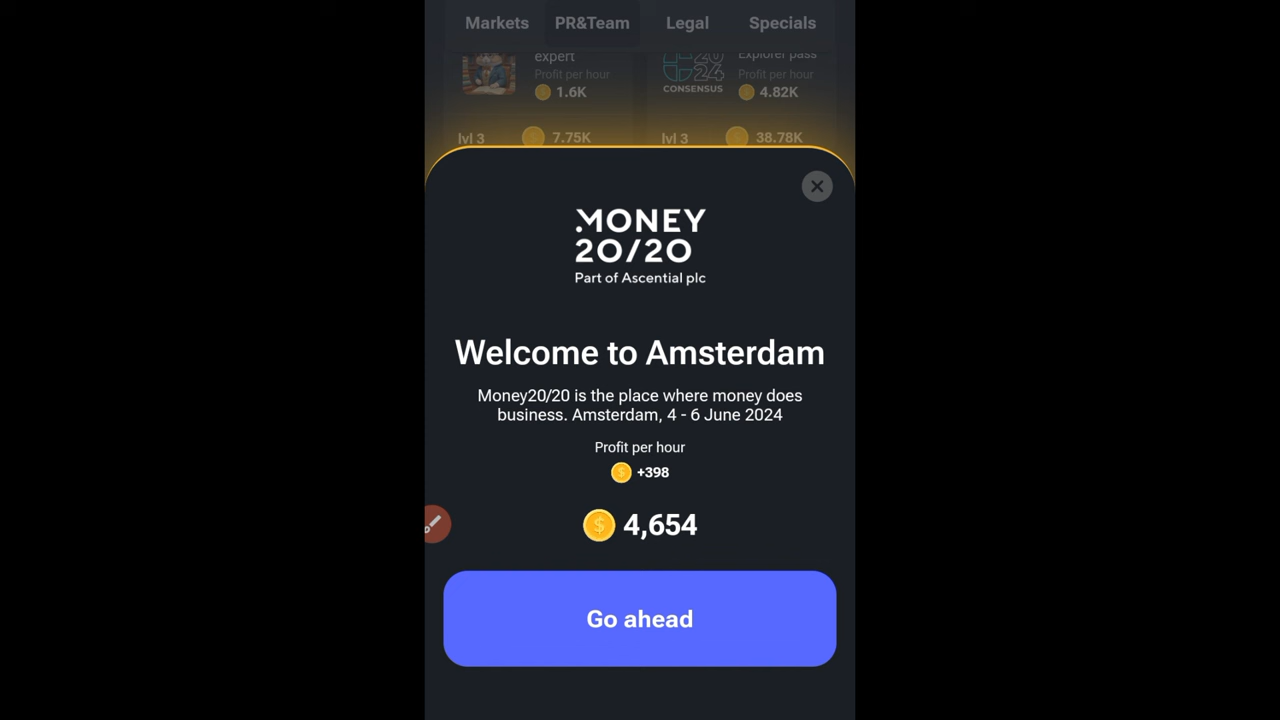 Markets PR&Team Legal Specials
expert Explorer pass
Profit per hour Profit per hour
1.6K 4.82K
20
24
CONSENSUS
lvl 3 7.75K lvl 3 38.78K
MONEY
20/20
Part of Ascential plc
Welcome to Amsterdam
Money20/20 is the place where money does
business. Amsterdam, 4 - 6 June 2024
Profit per hour
+398
4,654
Go ahead